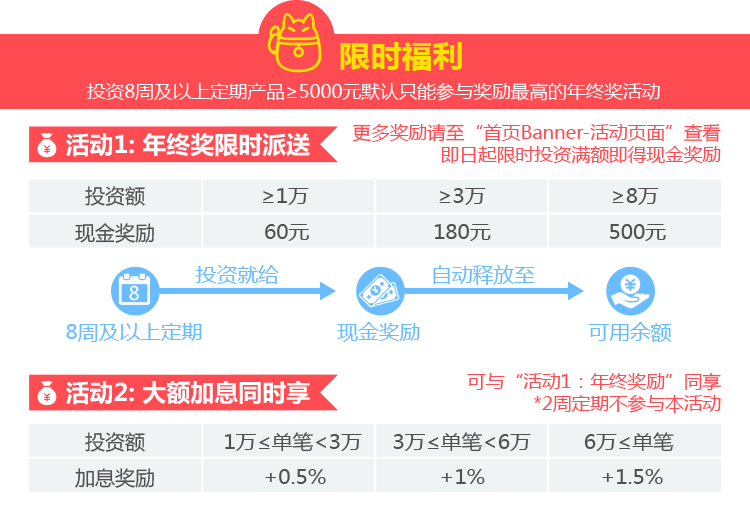 限时福利
投资8周及以上定期产品≥5000元默认只能参与奖励最高的年终奖活动
活动1: 年终奖限时派送
更多奖励请至“首页Banner-活动页面”查看
即日起限时投资满额即得现金奖励
投资额 ≥1万 ≥3万 ≥8万
现金奖励 60元 180元 500元
8 投资就给 自动释放至
8周及以上定期 现金奖励 可用余额
活动2: 大额加息同时享
可与“活动1：年终奖励”同享
*2周定期不参与本活动
投资额 1万≤单笔<3万 3万≤单笔<6万 6万≤单笔
加息奖励 +0.5% +1% +1.5%